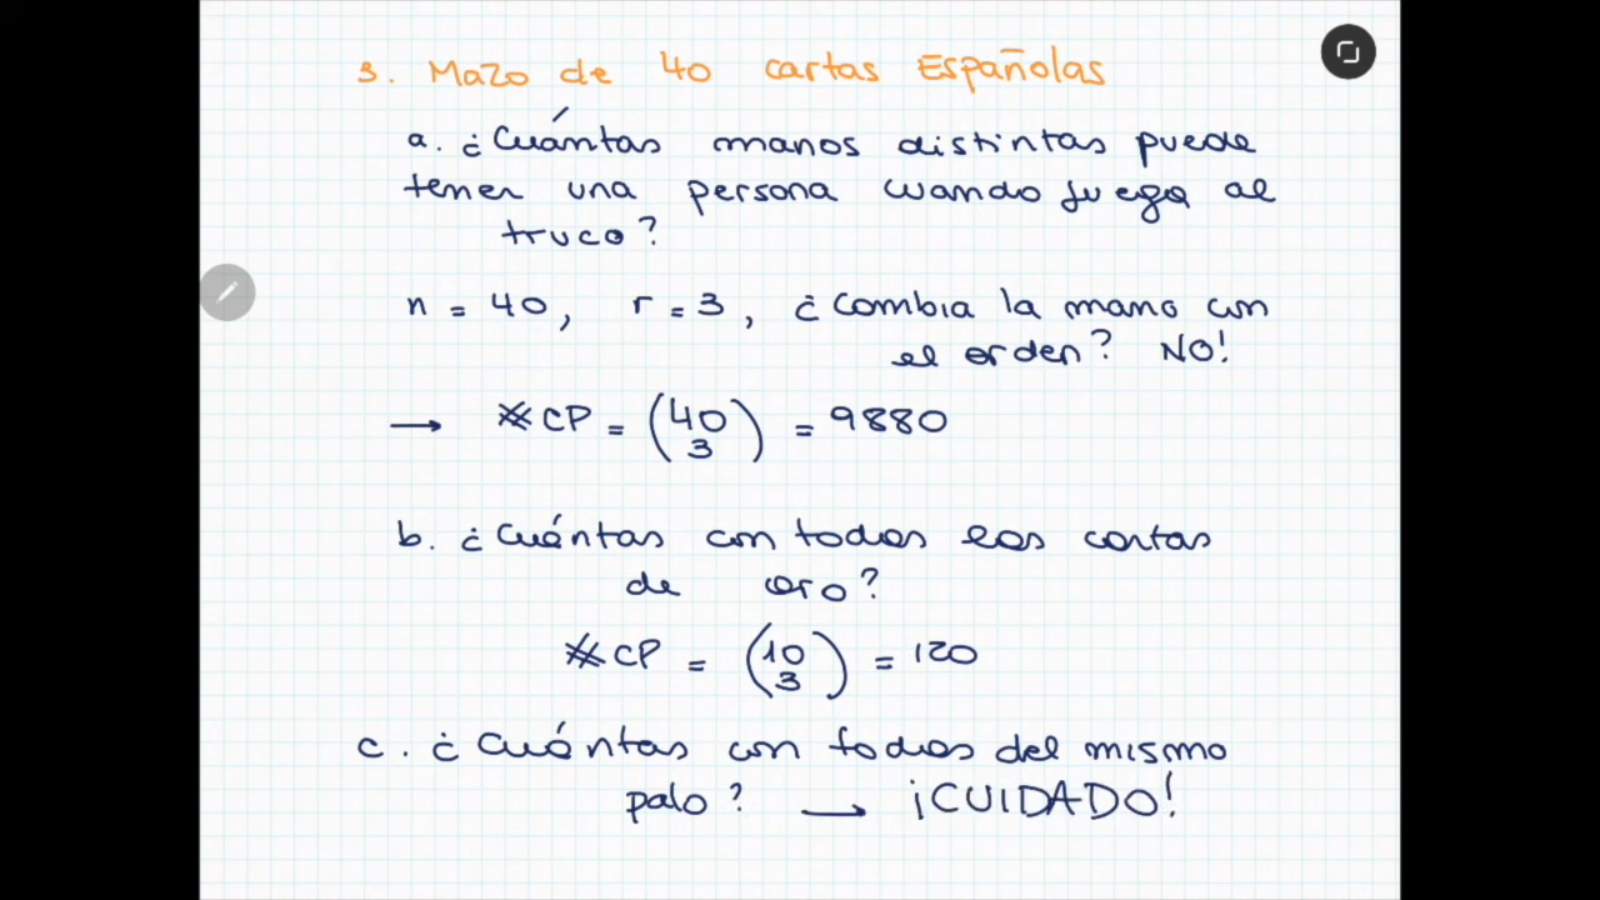 3. Mazo de 40 cartas Españolas
a. ¿Cuántas manos distintas puede
tener una persona cuando juega al
truco?
n = 40, r = 3, ¿Cambia la mano con
el orden? NO!
→ #CP = (40 3) = 9880
b. ¿Cuántas con todas las cartas
de oro?
#CP = (10 3) = 120
c. ¿Cuántas con todas del mismo
palo? → ¡CUIDADO!